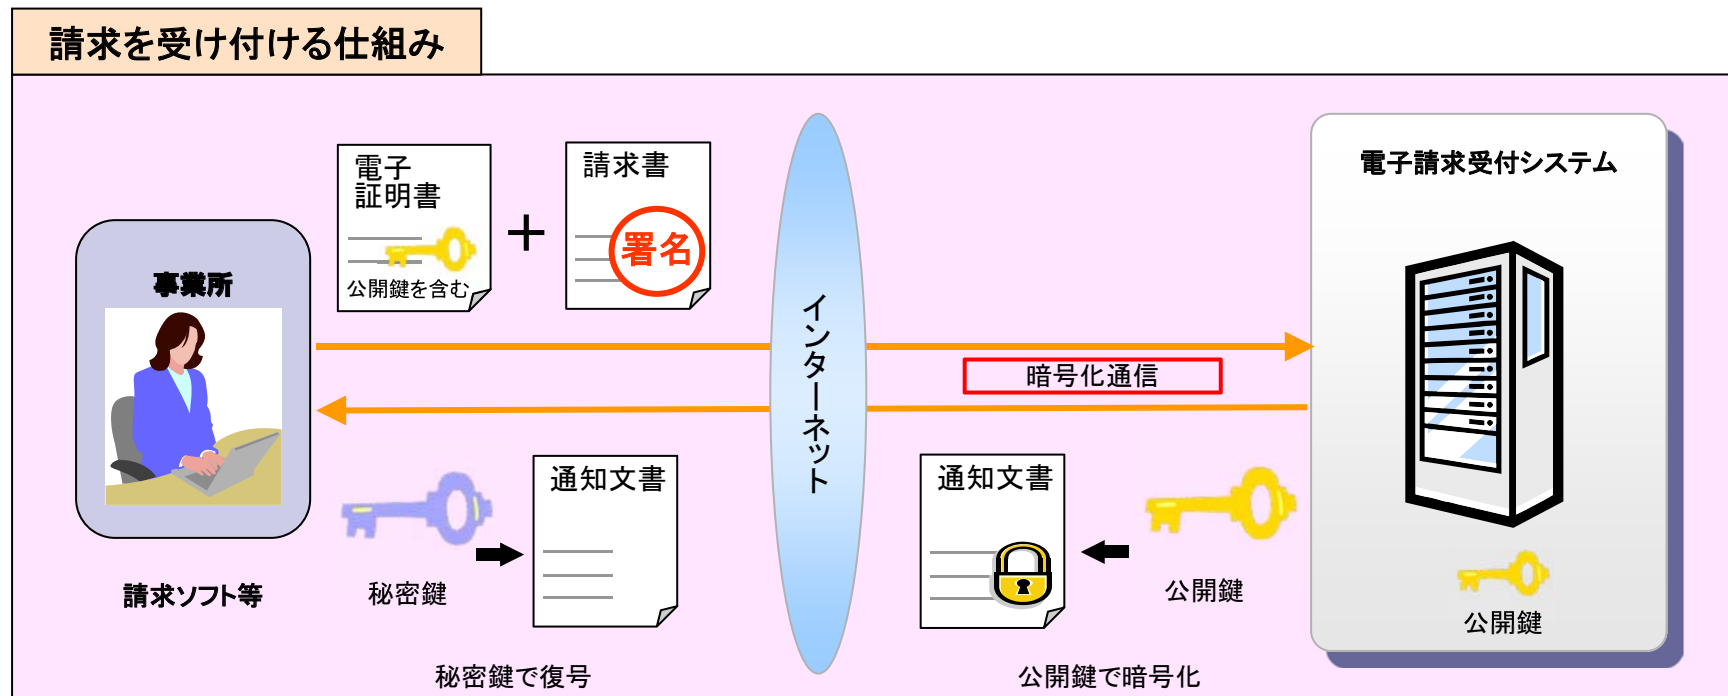 請求を受け付ける仕組み
電子
証明書
公開鍵を含む
＋
請求書
署名
電子請求受付システム
事業所
インターネット
暗号化通信
通知文書
通知文書
秘密鍵
公開鍵
請求ソフト等
公開鍵
秘密鍵で復号
公開鍵で暗号化